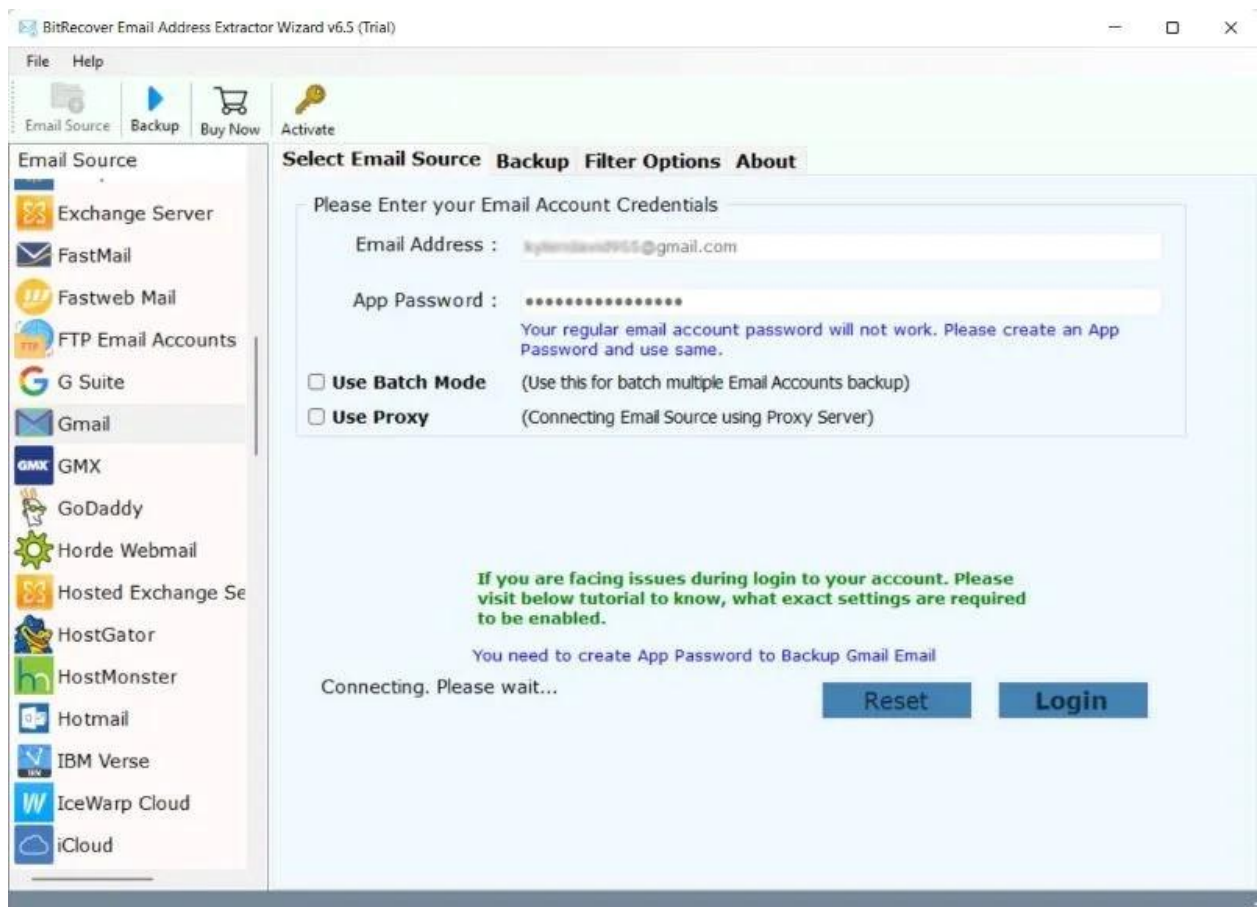 BitRecover Email Address Extractor Wizard v6.5 (Trial)
File Help
Email Source Backup Buy Now Activate
Email Source
Exchange Server
FastMail
Fastweb Mail
FTP Email Accounts
G Suite
Gmail
GMX
GoDaddy
Horde Webmail
Hosted Exchange Se
HostGator
HostMonster
Hotmail
IBM Verse
IceWarp Cloud
iCloud
Select Email Source Backup Filter Options About
Please Enter your Email Account Credentials
Email Address : @gmail.com
App Password : ••••••••••••••••
Your regular email account password will not work. Please create an App
Password and use same.
Use Batch Mode (Use this for batch multiple Email Accounts backup)
Use Proxy (Connecting Email Source using Proxy Server)
If you are facing issues during login to your account. Please
visit below tutorial to know, what exact settings are required
to be enabled.
You need to create App Password to Backup Gmail Email
Connecting. Please wait...
Reset Login